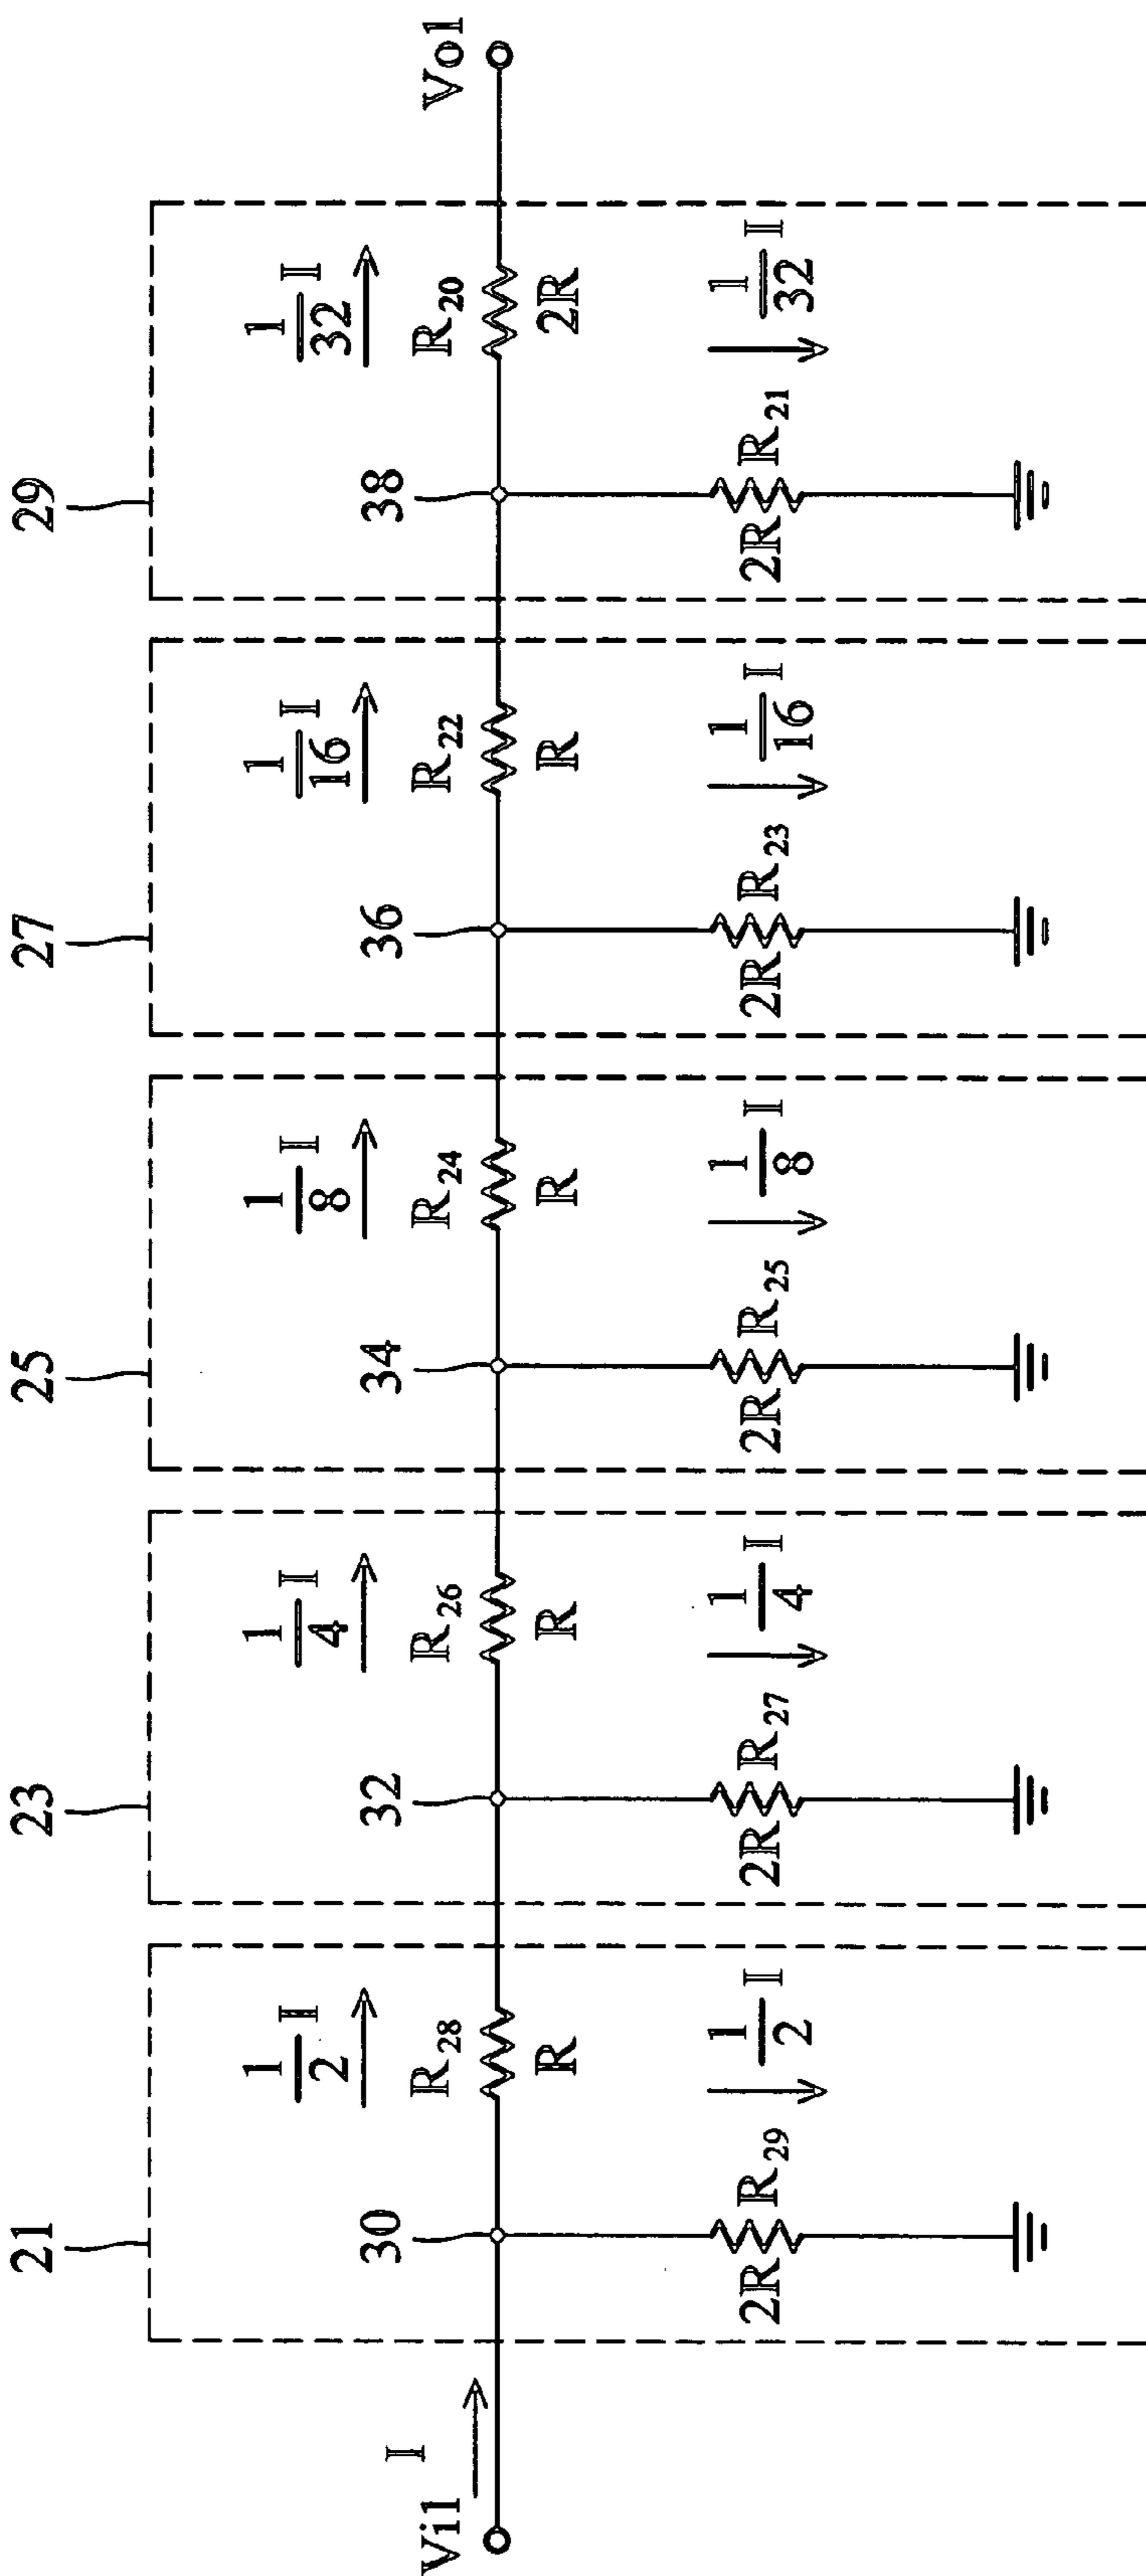 21 23 25 27 29
1/2 I 1/4 I 1/8 I 1/16 I 1/32 I
I
Vi1 30 R28 32 R26 34 R24 36 R22 38 R20 Vo1
R R R R 2R
2R R29 1/2 I 2R R27 1/4 I 2R R25 1/8 I 2R R23 1/16 I 2R R21 1/32 I